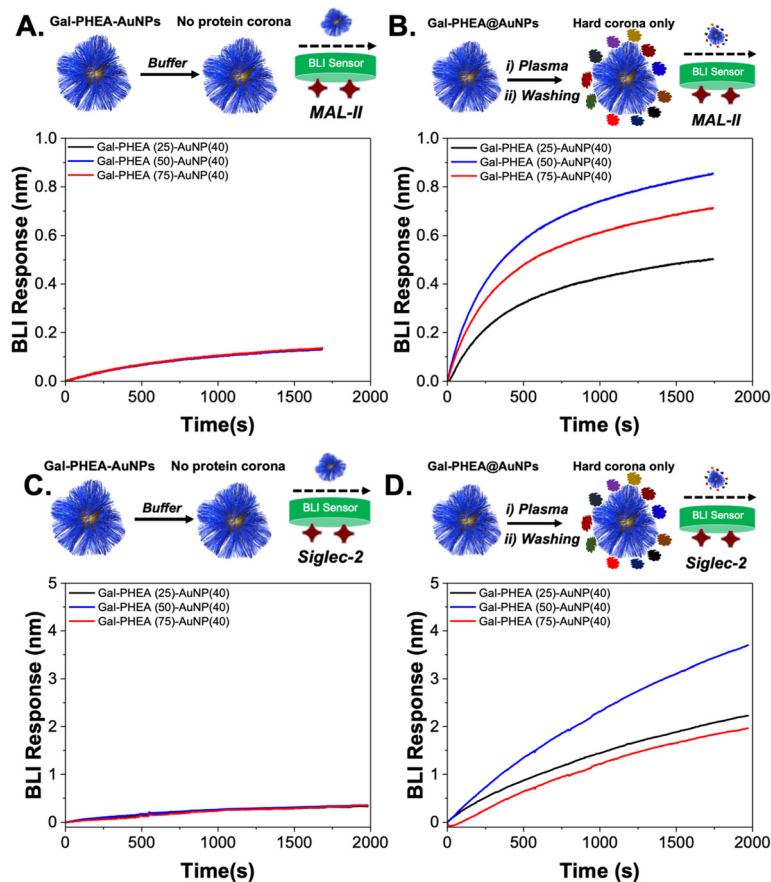 A.
Gal-PHEA-AuNPs
No protein corona
Buffer
BLI Sensor
MAL-II
Gal-PHEA (25)-AuNP(40)
Gal-PHEA (50)-AuNP(40)
Gal-PHEA (75)-AuNP(40)
BLI Response (nm)
1.0
0.8
0.6
0.4
0.2
0.0
0
500
1000
1500
2000
Time(s)
B.
Gal-PHEA@AuNPs
Hard corona only
i) Plasma
ii) Washing
BLI Sensor
MAL-II
Gal-PHEA (25)-AuNP(40)
Gal-PHEA (50)-AuNP(40)
Gal-PHEA (75)-AuNP(40)
BLI Response (nm)
1.0
0.8
0.6
0.4
0.2
0.0
0
500
1000
1500
2000
Time (s)
C.
Gal-PHEA-AuNPs
No protein corona
Buffer
BLI Sensor
Siglec-2
Gal-PHEA (25)-AuNP(40)
Gal-PHEA (50)-AuNP(40)
Gal-PHEA (75)-AuNP(40)
BLI Response (nm)
5
4
3
2
1
0
0
500
1000
1500
2000
Time(s)
D.
Gal-PHEA@AuNPs
Hard corona only
i) Plasma
ii) Washing
BLI Sensor
Siglec-2
Gal-PHEA (25)-AuNP(40)
Gal-PHEA (50)-AuNP(40)
Gal-PHEA (75)-AuNP(40)
BLI Response (nm)
5
4
3
2
1
0
0
500
1000
1500
2000
Time (s)